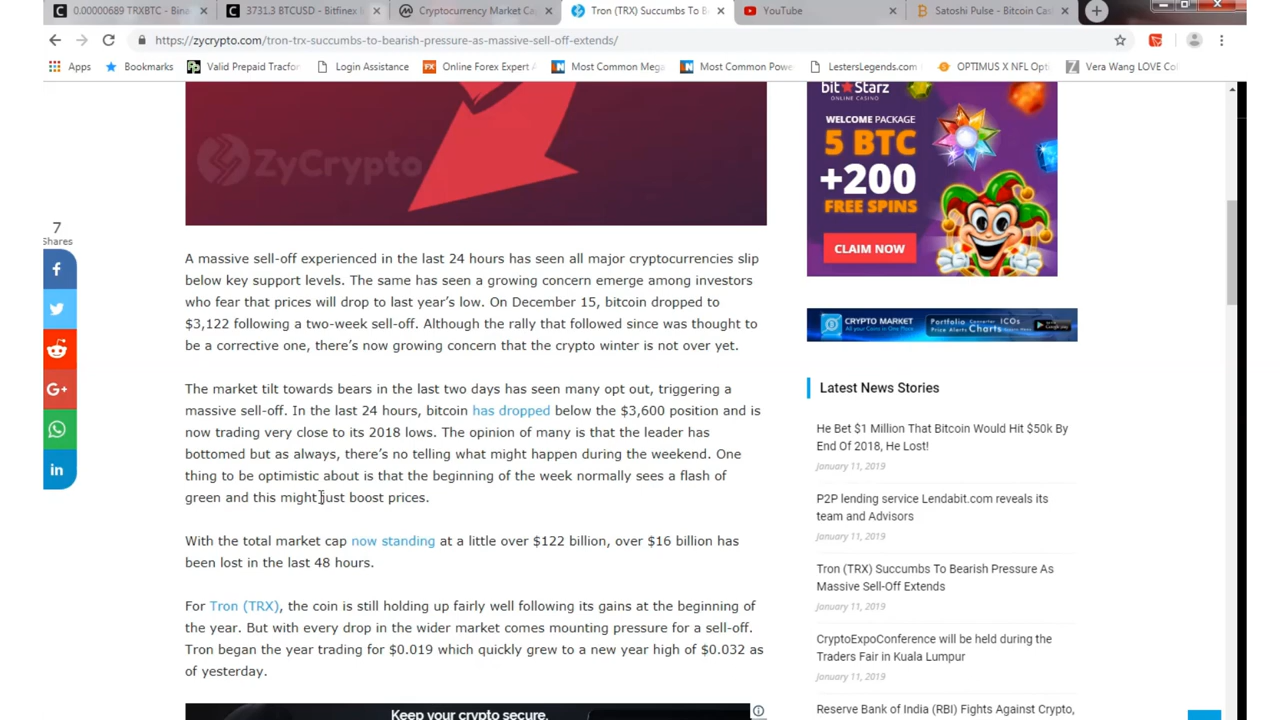 0.00000689 TRXBTC - Bina
3731.3 BTCUSD - Bitfinex
Cryptocurrency Market Ca
Tron (TRX) Succumbs To B
YouTube
Satoshi Pulse - Bitcoin Cas
https://zycrypto.com/tron-trx-succumbs-to-bearish-pressure-as-massive-sell-off-extends/
Apps
Bookmarks
Valid Prepaid Tracfon
Login Assistance
Online Forex Expert A
Most Common Mega
Most Common Powe
LestersLegends.com
OPTIMUS X NFL Opti
Vera Wang LOVE Col
ZyCrypto
7
Shares
A massive sell-off experienced in the last 24 hours has seen all major cryptocurrencies slip
below key support levels. The same has seen a growing concern emerge among investors
who fear that prices will drop to last year's low. On December 15, bitcoin dropped to
$3,122 following a two-week sell-off. Although the rally that followed since was thought to
be a corrective one, there's now growing concern that the crypto winter is not over yet.
The market tilt towards bears in the last two days has seen many opt out, triggering a
massive sell-off. In the last 24 hours, bitcoin has dropped below the $3,600 position and is
now trading very close to its 2018 lows. The opinion of many is that the leader has
bottomed but as always, there's no telling what might happen during the weekend. One
thing to be optimistic about is that the beginning of the week normally sees a flash of
green and this might just boost prices.
With the total market cap now standing at a little over $122 billion, over $16 billion has
been lost in the last 48 hours.
For Tron (TRX), the coin is still holding up fairly well following its gains at the beginning of
the year. But with every drop in the wider market comes mounting pressure for a sell-off.
Tron began the year trading for $0.019 which quickly grew to a new year high of $0.032 as
of yesterday.
Keep your crypto secure.
bit★Starz
ONLINE CASINO
WELCOME PACKAGE
5 BTC
+200
FREE SPINS
CLAIM NOW
CRYPTO MARKET
All your Coins in One Place
Portfolio Converter ICOs
Price Alerts Charts News
Latest News Stories
He Bet $1 Million That Bitcoin Would Hit $50k By
End Of 2018, He Lost!
January 11, 2019
P2P lending service Lendabit.com reveals its
team and Advisors
January 11, 2019
Tron (TRX) Succumbs To Bearish Pressure As
Massive Sell-Off Extends
January 11, 2019
CryptoExpoConference will be held during the
Traders Fair in Kuala Lumpur
January 11, 2019
Reserve Bank of India (RBI) Fights Against Crypto,